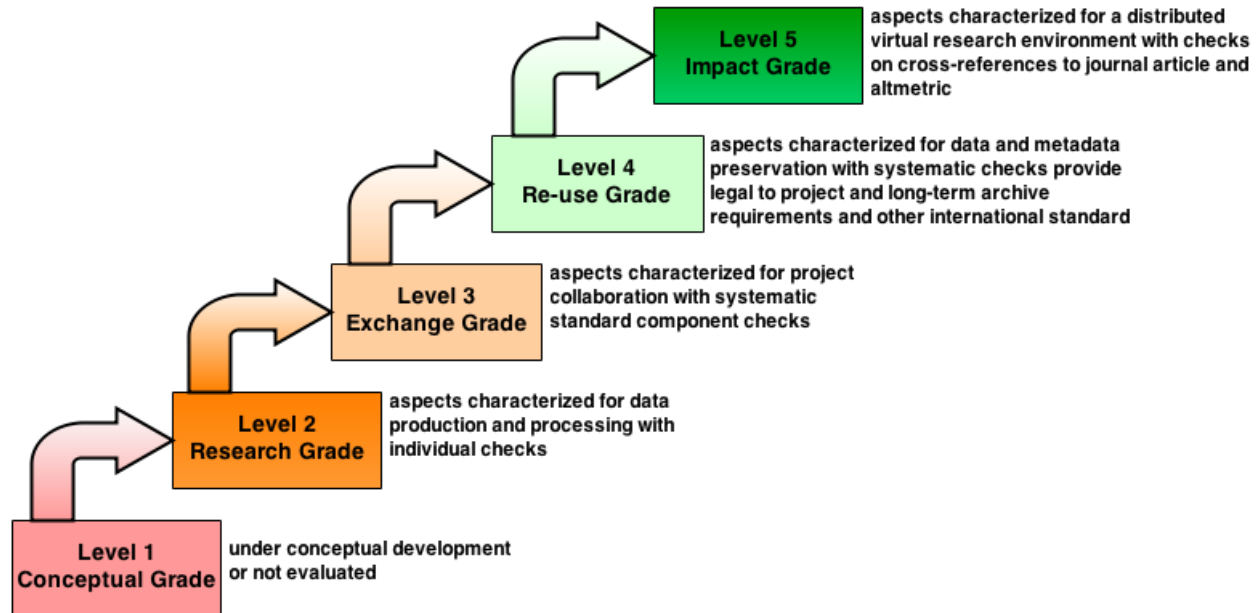 Level 5
Impact Grade
aspects characterized for a distributed
virtual research environment with checks
on cross-references to journal article and
altmetric
Level 4
Re-use Grade
aspects characterized for data and metadata
preservation with systematic checks provide
legal to project and long-term archive
requirements and other international standard
Level 3
Exchange Grade
aspects characterized for project
collaboration with systematic
standard component checks
Level 2
Research Grade
aspects characterized for data
production and processing with
individual checks
Level 1
Conceptual Grade
under conceptual development
or not evaluated